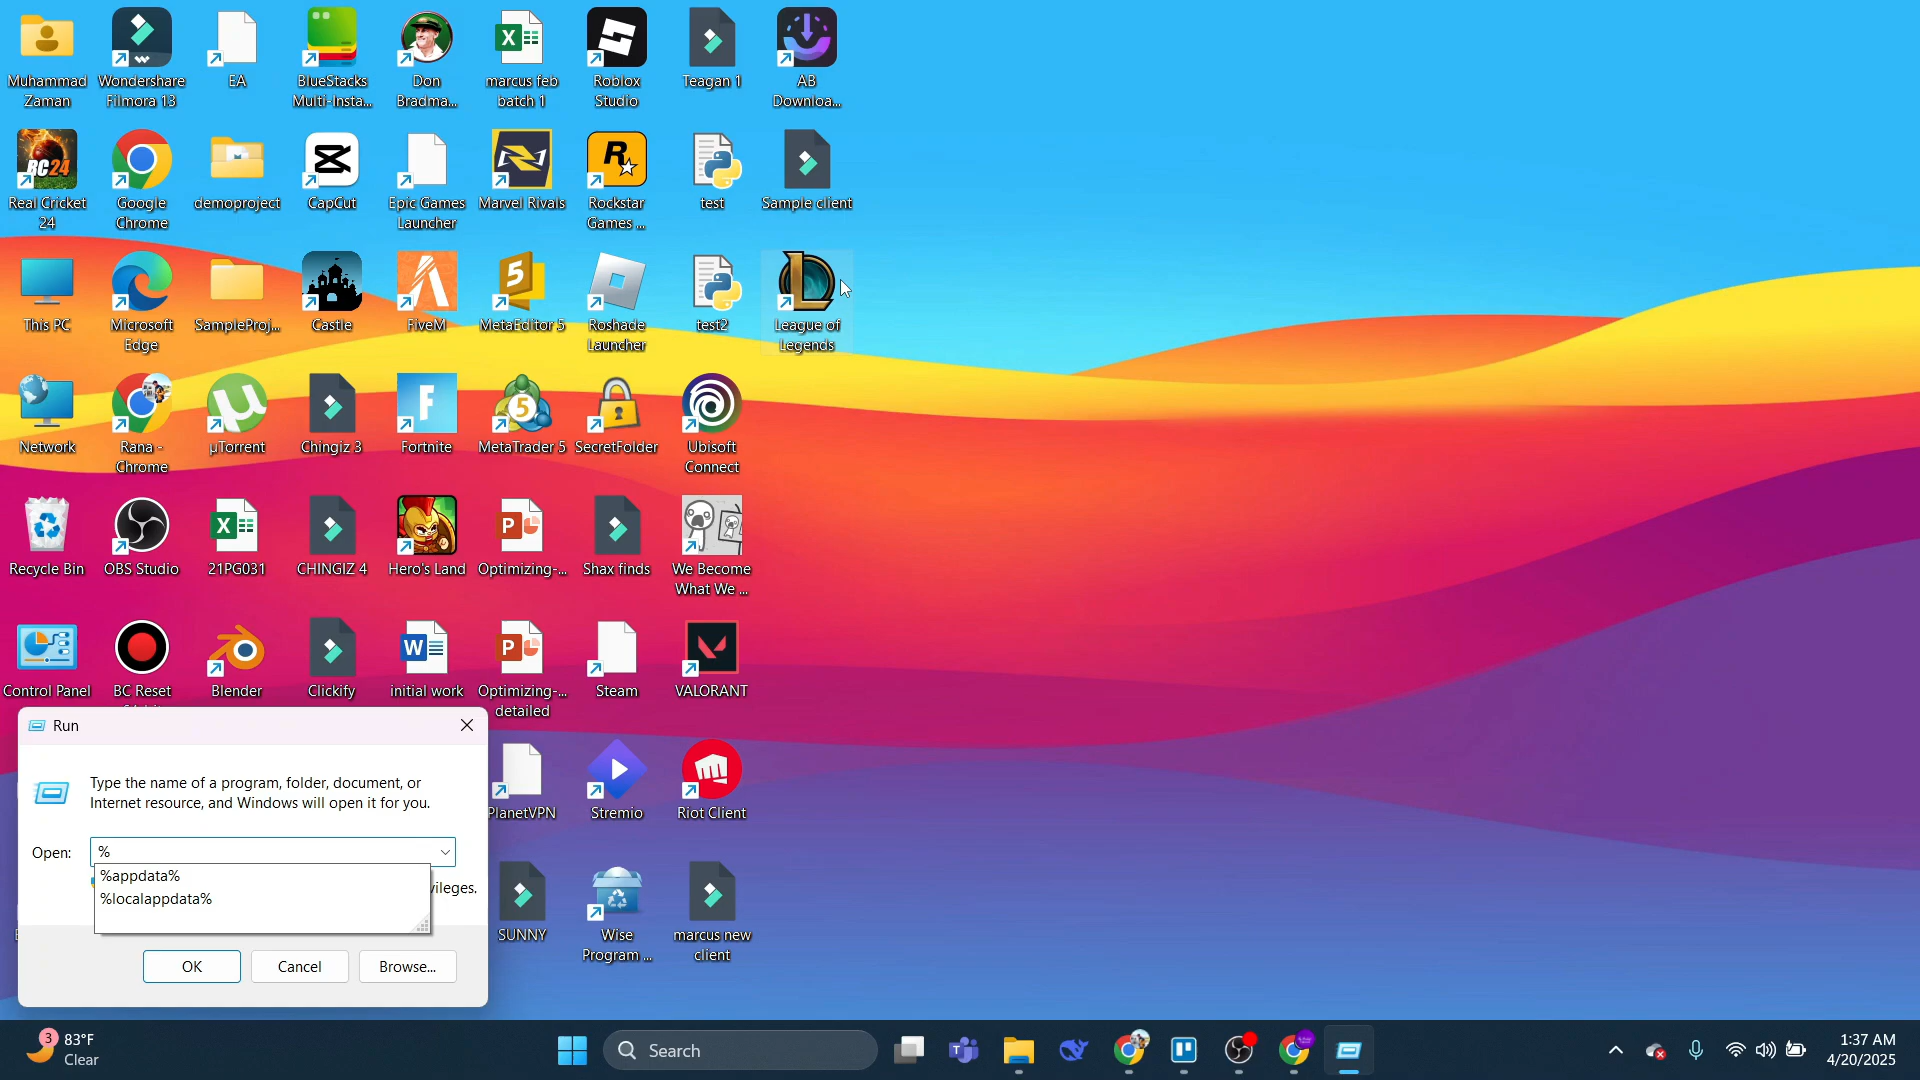 Muhammad
Zaman
Wondershare
Filmora 13
EA
BlueStacks
Multi-Insta...
Don
Bradma...
marcus feb
batch 1
Roblox
Studio
Teagan 1
AB
Downloa...
Real Cricket
24
Google
Chrome
demoproject
CapCut
Epic Games
Launcher
Marvel Rivals
Rockstar
Games ...
test
Sample client
This PC
Microsoft
Edge
SampleProj...
Castle
FiveM
MetaEditor 5
Roshade
Launcher
test2
League of
Legends
Network
Rana -
Chrome
µTorrent
Chingiz 3
Fortnite
MetaTrader 5
SecretFolder
Ubisoft
Connect
Recycle Bin
OBS Studio
21PG031
CHINGIZ 4
Hero's Land
Optimizing-...
Shax finds
We Become
What We ...
Control Panel
BC Reset
Blender
Clickify
initial work
Optimizing-...
detailed
Steam
VALORANT
PlanetVPN
Stremio
Riot Client
SUNNY
Wise
Program ...
marcus new
client
Run
Type the name of a program, folder, document, or
Internet resource, and Windows will open it for you.
Open:
%
%appdata%
%localappdata%
vileges.
OK
Cancel
Browse...
3
83°F
Clear
Search
1:37 AM
4/20/2025